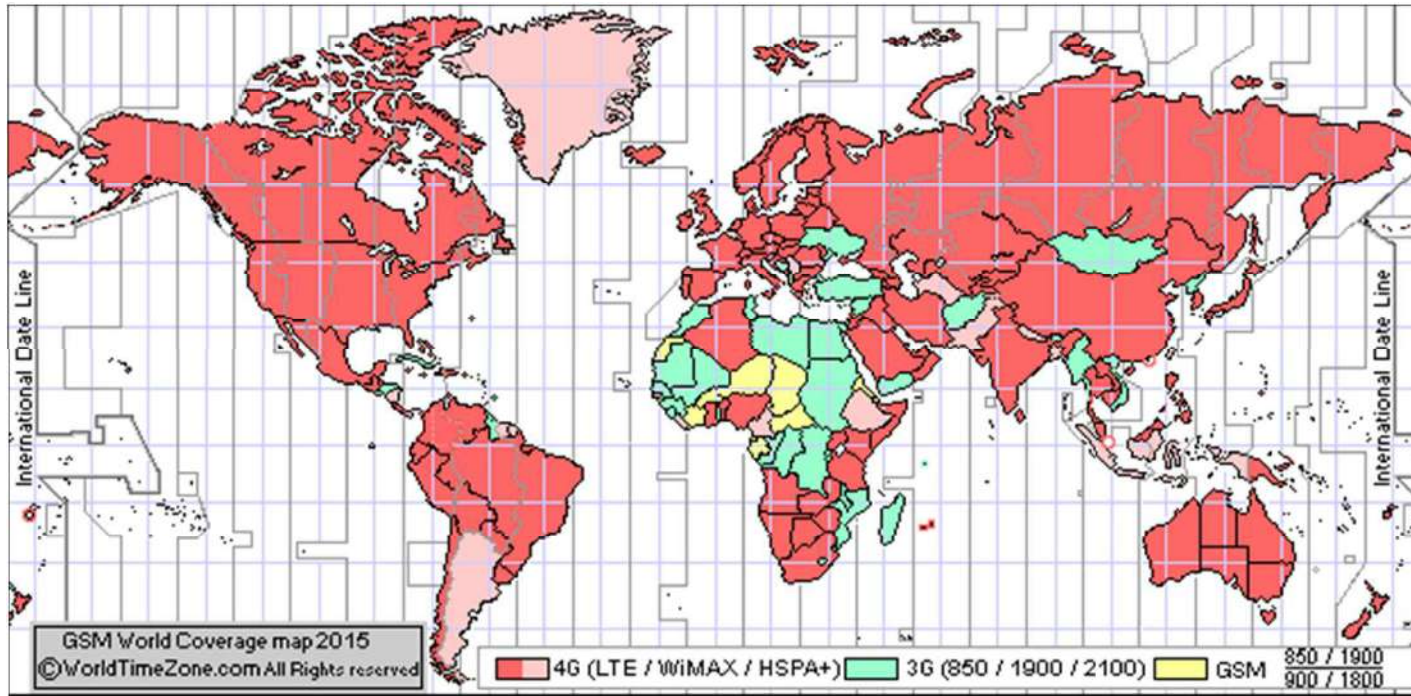 International Date Line
International Date Line
GSM World Coverage map 2015
©WorldTimeZone.com All Rights reserved
4G (LTE / WiMAX / HSPA+)
3G (850 / 1900 / 2100)
GSM
850 / 1900
900 / 1800